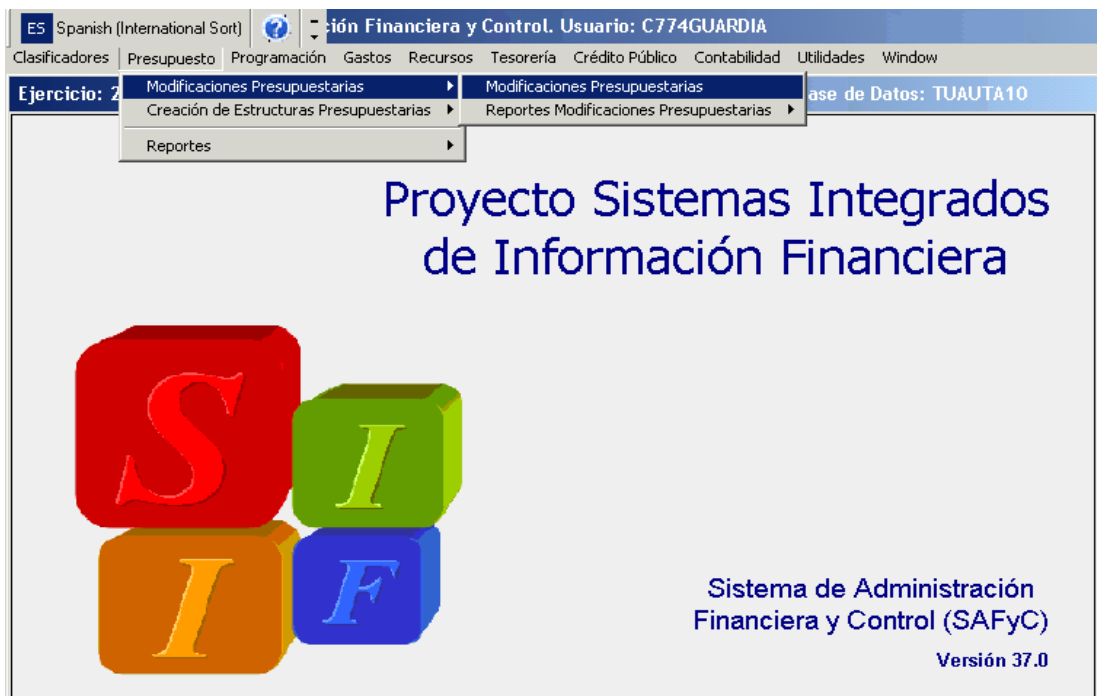 ES Spanish (International Sort) ión Financiera y Control. Usuario: C774GUARDIA
Clasificadores Presupuesto Programación Gastos Recursos Tesorería Crédito Público Contabilidad Utilidades Window
Ejercicio: 2 ase de Datos: TUAUTA10
Modificaciones Presupuestarias Modificaciones Presupuestarias
Creación de Estructuras Presupuestarias Reportes Modificaciones Presupuestarias
Reportes
Proyecto Sistemas Integrados
de Información Financiera
S I
I F
Sistema de Administración
Financiera y Control (SAFyC)
Versión 37.0